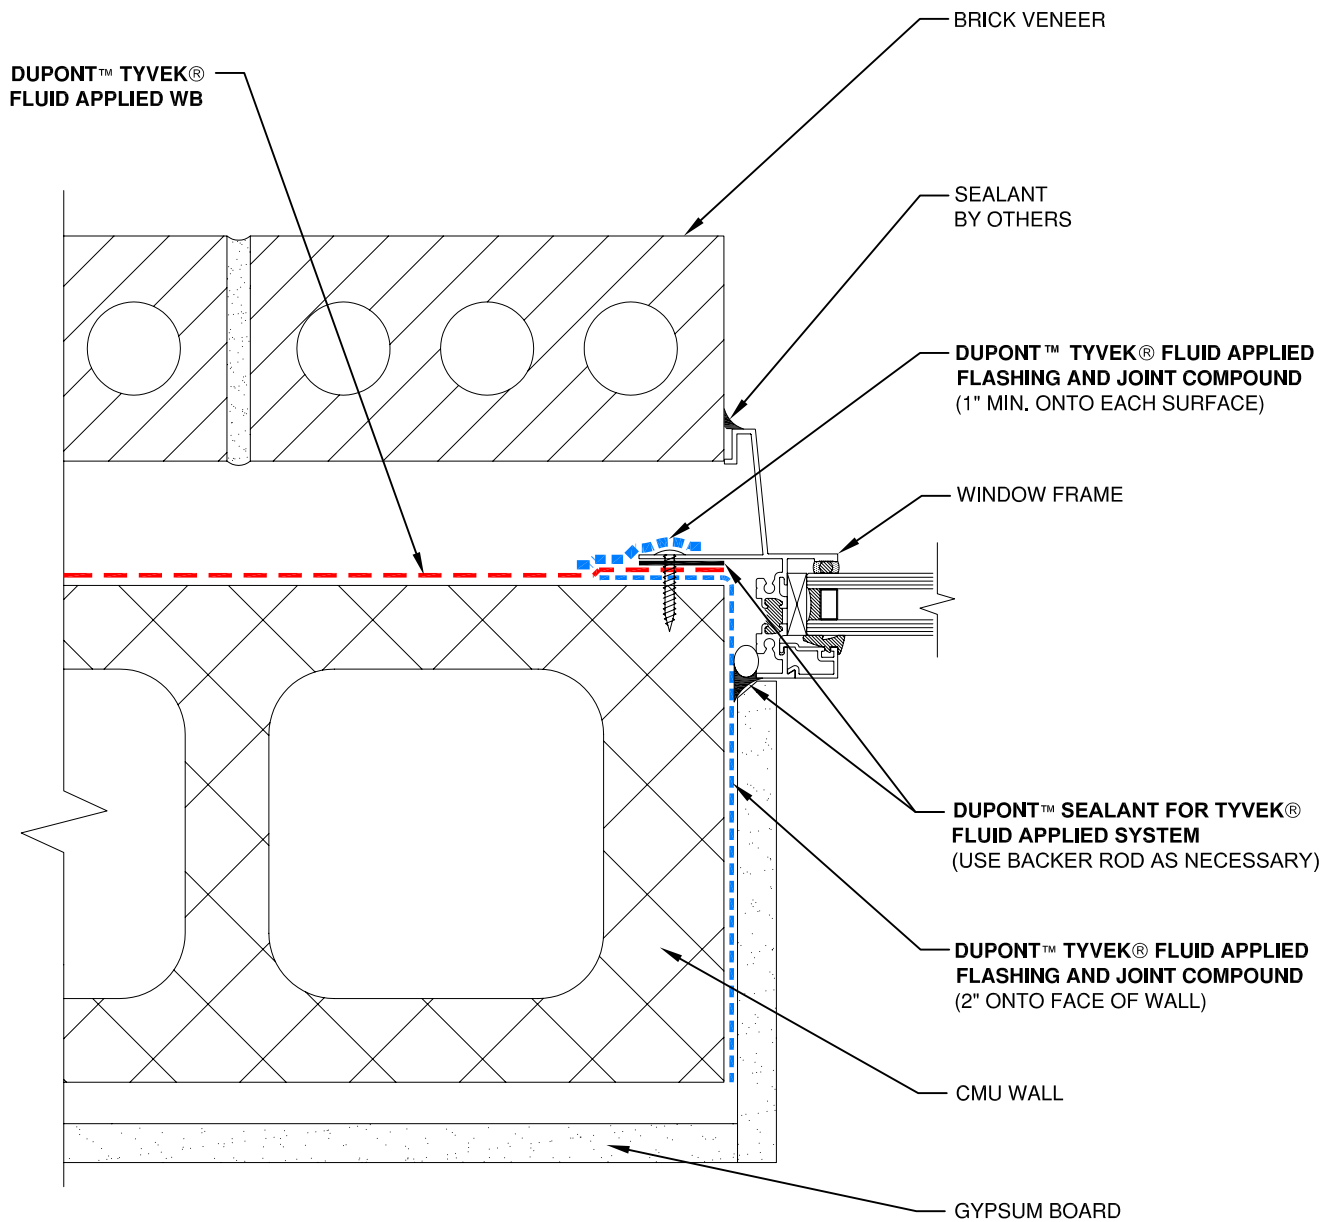 BRICK VENEER
DUPONT™ TYVEK®
FLUID APPLIED WB
SEALANT
BY OTHERS
DUPONT™ TYVEK® FLUID APPLIED
FLASHING AND JOINT COMPOUND
(1" MIN. ONTO EACH SURFACE)
WINDOW FRAME
DUPONT™ SEALANT FOR TYVEK®
FLUID APPLIED SYSTEM
(USE BACKER ROD AS NECESSARY)
DUPONT™ TYVEK® FLUID APPLIED
FLASHING AND JOINT COMPOUND
(2" ONTO FACE OF WALL)
CMU WALL
GYPSUM BOARD